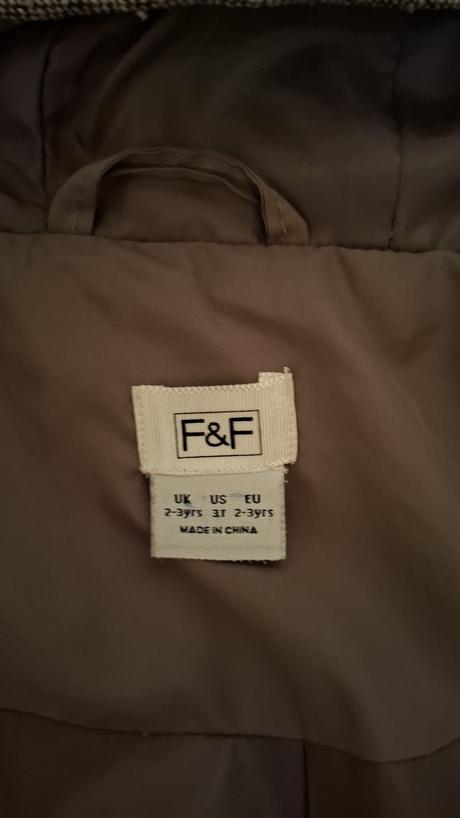 F&F
UK US EU
2-3yrs 3T 2-3yrs
MADE IN CHINA